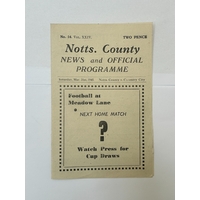 TWO PENCE
Notts. County
NEWS and OFFICIAL
PROGRAMME
Football at
Meadow Lane
NEXT HOME MATCH
?
Watch Press for
Cup Draws